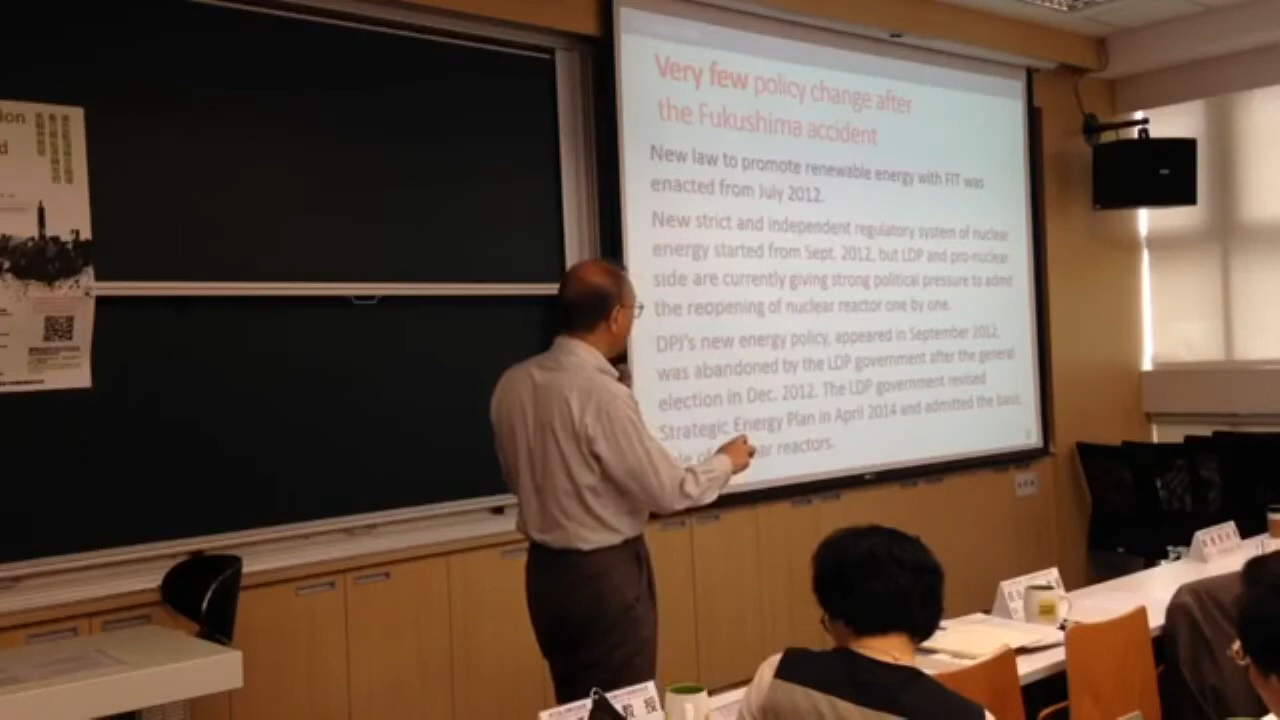 Very few policy change after
the Fukushima accident
New law to promote renewable energy with FIT was
enacted from July 2012.
New strict and independent regulatory system of nuclear
energy started from Sept. 2012, but LDP and pro-nuclear
side are currently giving strong political pressure to admit
the reopening of nuclear reactor one by one.
DPJ's new energy policy, appeared in September 2012,
was abandoned by the LDP government after the general
election in Dec. 2012. The LDP government revised
Strategic Energy Plan in April 2014 and admitted the basic
reactors.
教授